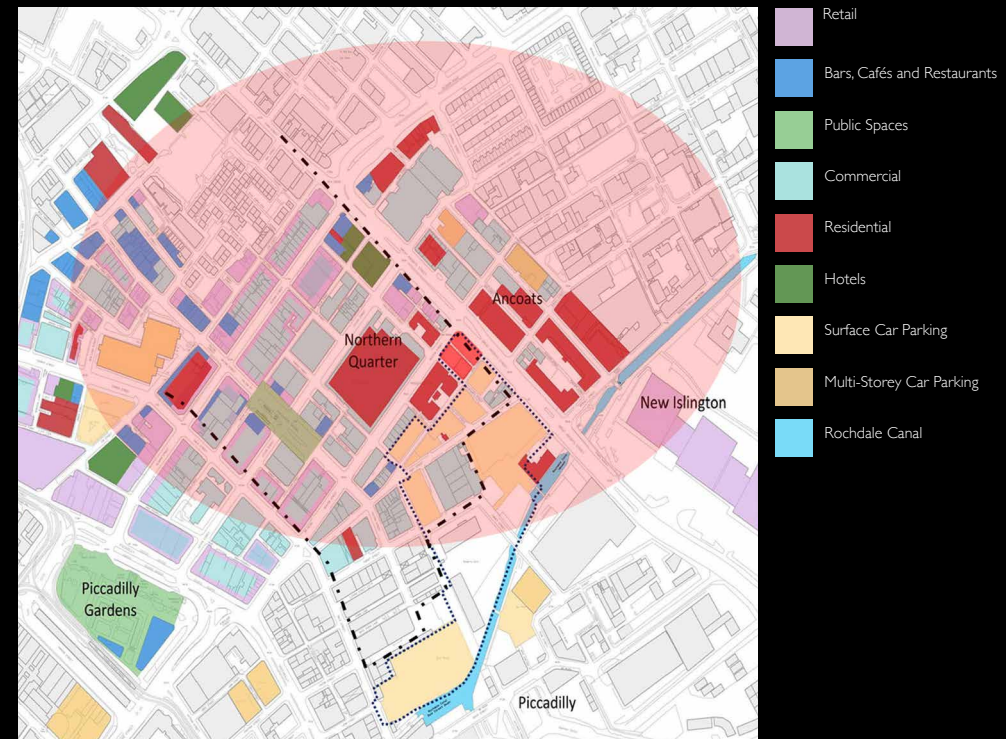 Retail
Bars, Cafés and Restaurants
Public Spaces
Commercial
Residential
Hotels
Surface Car Parking
Multi-Storey Car Parking
Rochdale Canal
Ancoats
Northern
Quarter
New Islington
Piccadilly
Gardens
Piccadilly